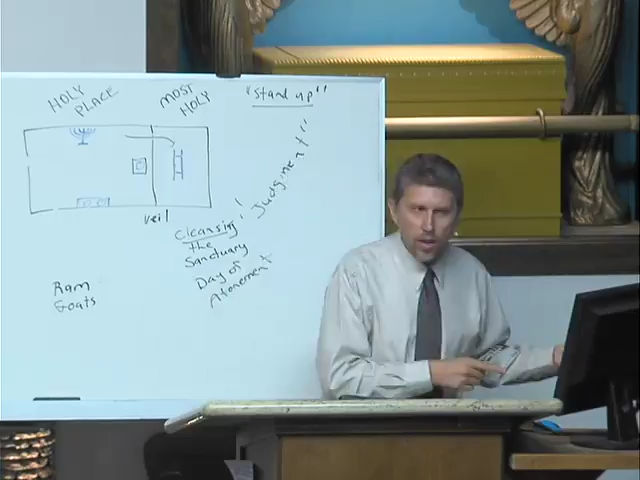 HOLY
PLACE
MOST
HOLY
"Stand up"
veil
Cleansing
the
Sanctuary
"Judgment"
Day of
Atonement
Ram
Goats